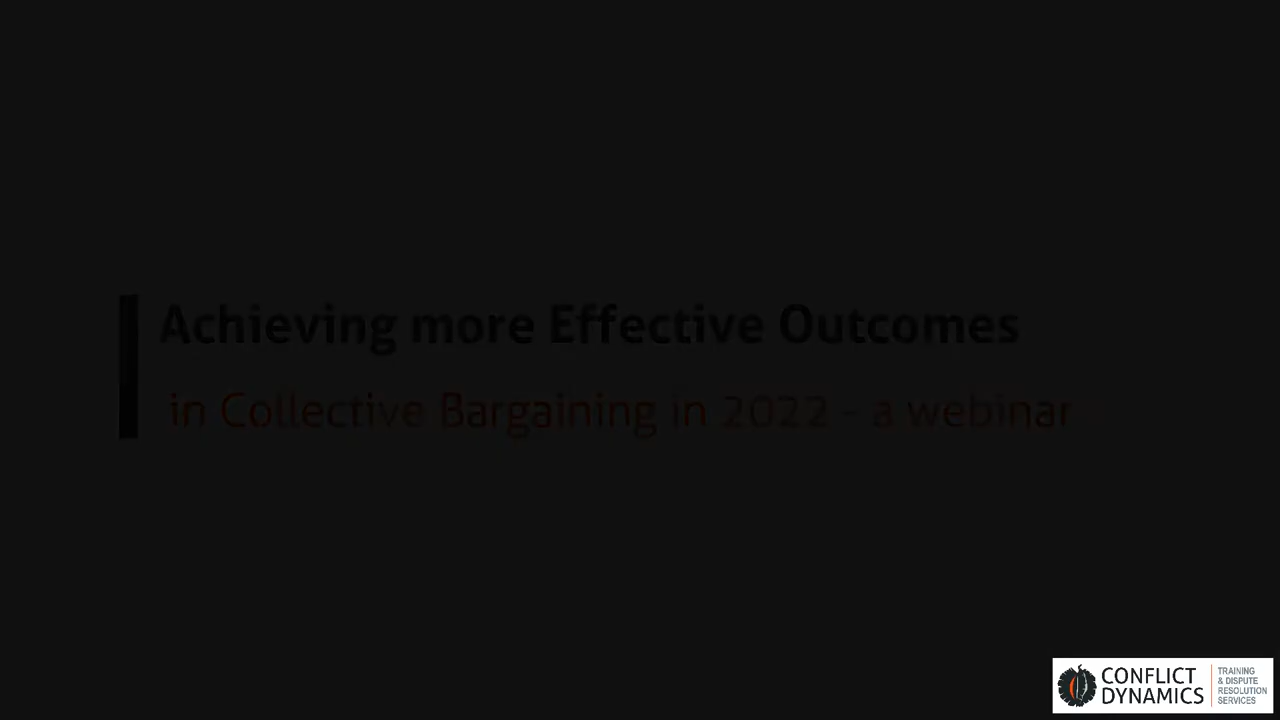 Achieving more Effective Outcomes
in Collective Bargaining in 2022 - a webinar
CONFLICT
DYNAMICS
TRAINING
& DISPUTE
RESOLUTION
SERVICES